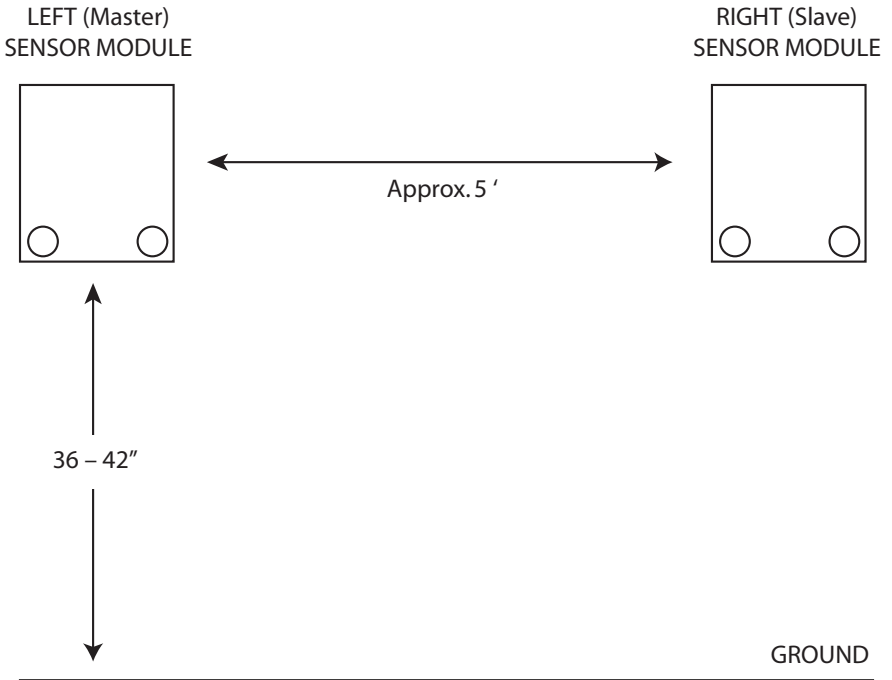 LEFT (Master)
SENSOR MODULE
RIGHT (Slave)
SENSOR MODULE
Approx. 5 ‘
36 – 42”
GROUND